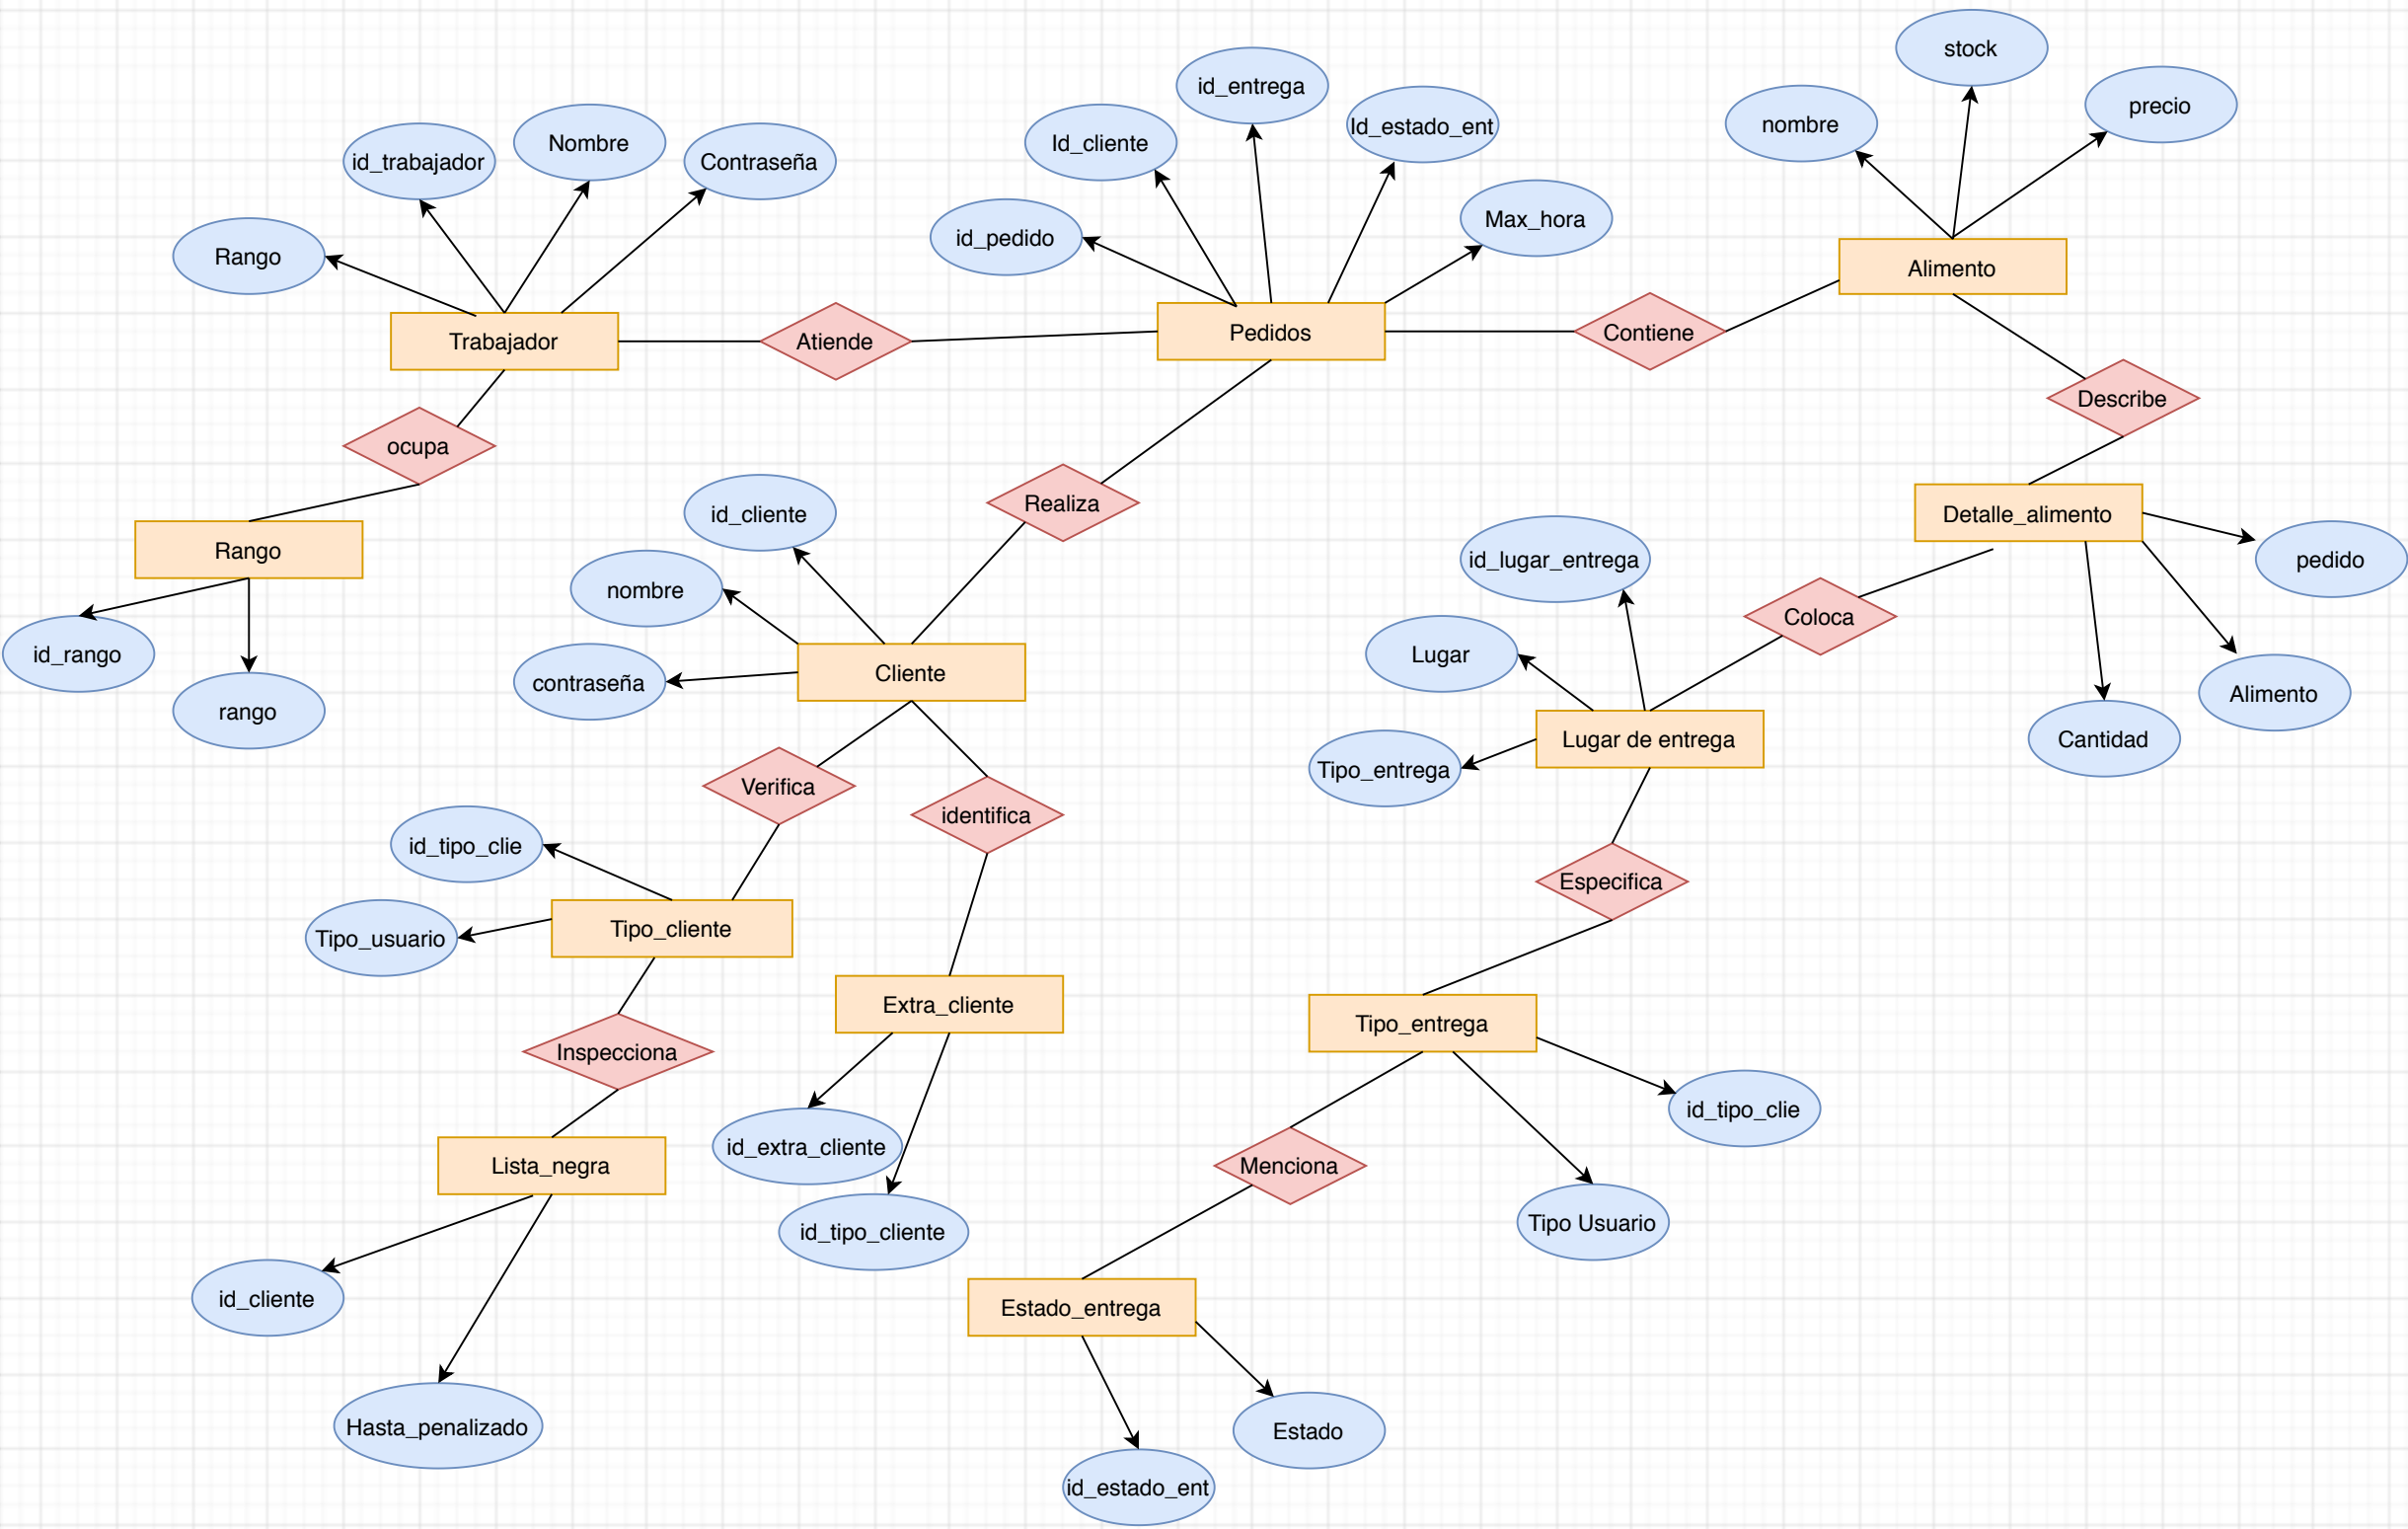 stock
id_entrega
precio
nombre
Id_estado_ent
Nombre
Id_cliente
id_trabajador
Contraseña
Max_hora
id_pedido
Rango
Alimento
Pedidos
Contiene
Trabajador
Atiende
Describe
ocupa
Realiza
id_cliente
Detalle_alimento
Rango
id_lugar_entrega
pedido
nombre
Coloca
id_rango
Lugar
Cliente
contraseña
Alimento
rango
Lugar de entrega
Cantidad
Tipo_entrega
Verifica
identifica
id_tipo_clie
Especifica
Tipo_cliente
Tipo_usuario
Extra_cliente
Tipo_entrega
Inspecciona
id_tipo_clie
id_extra_cliente
Lista_negra
Menciona
Tipo Usuario
id_tipo_cliente
id_cliente
Estado_entrega
Hasta_penalizado
Estado
id_estado_ent